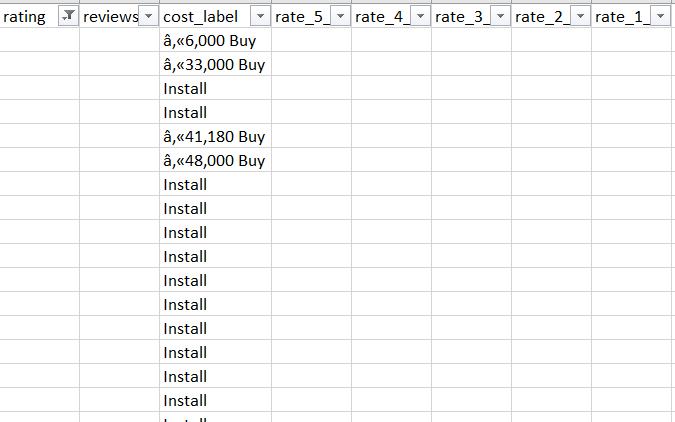 rating reviews cost_label rate_5_ rate_4_ rate_3_ rate_2_ rate_1_
â‚«6,000 Buy
â‚«33,000 Buy
Install
Install
â‚«41,180 Buy
â‚«48,000 Buy
Install
Install
Install
Install
Install
Install
Install
Install
Install
Install